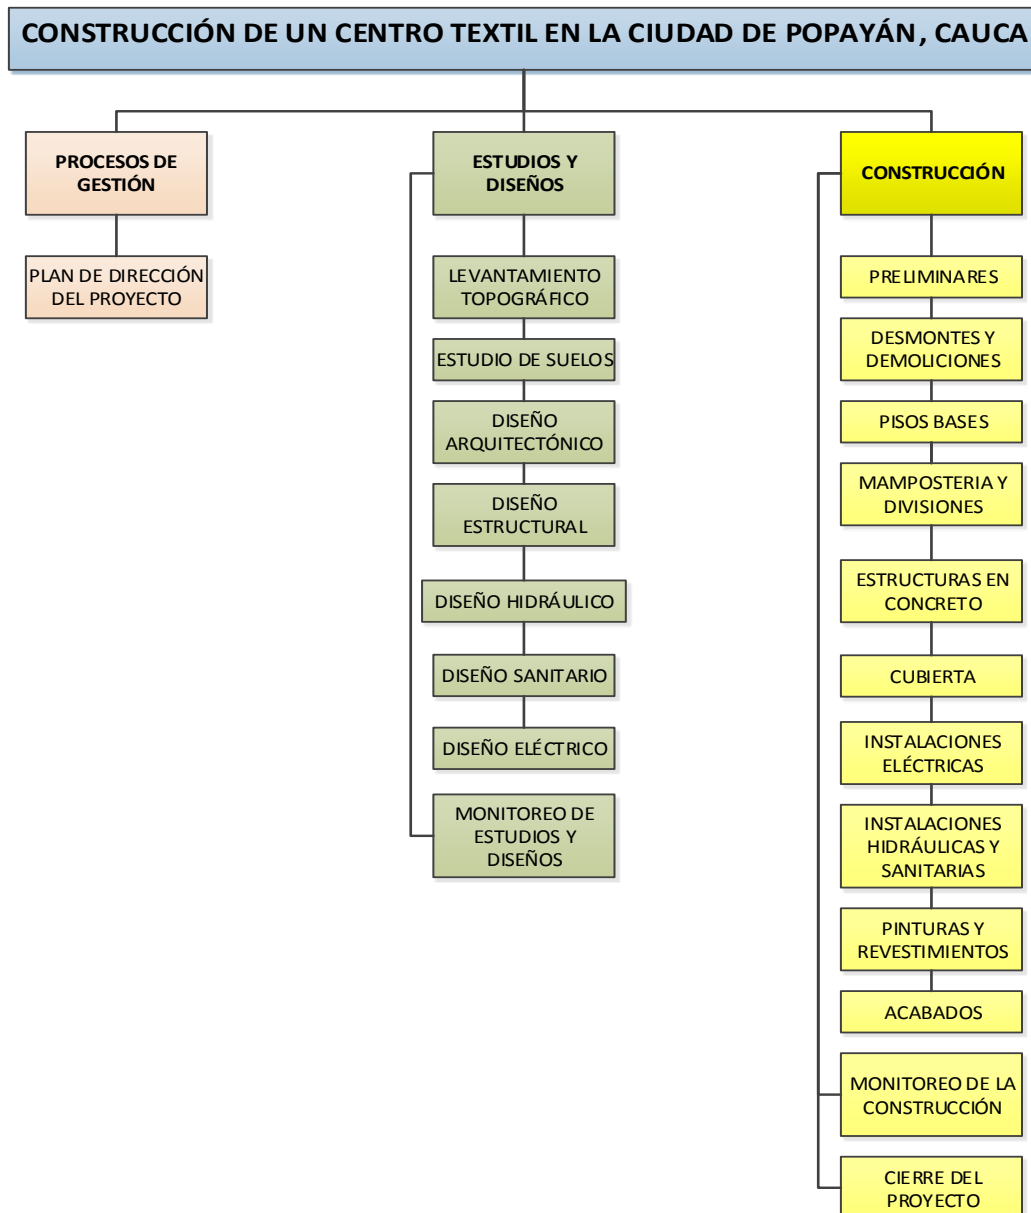 CONSTRUCCIÓN DE UN CENTRO TEXTIL EN LA CIUDAD DE POPAYÁN, CAUCA
PROCESOS DE
GESTIÓN
PLAN DE DIRECCIÓN
DEL PROYECTO
ESTUDIOS Y
DISEÑOS
LEVANTAMIENTO
TOPOGRÁFICO
ESTUDIO DE SUELOS
DISEÑO
ARQUITECTÓNICO
DISEÑO
ESTRUCTURAL
DISEÑO HIDRÁULICO
DISEÑO SANITARIO
DISEÑO ELÉCTRICO
MONITOREO DE
ESTUDIOS Y
DISEÑOS
CONSTRUCCIÓN
PRELIMINARES
DESMONTES Y
DEMOLICIONES
PISOS BASES
MAMPOSTERIA Y
DIVISIONES
ESTRUCTURAS EN
CONCRETO
CUBIERTA
INSTALACIONES
ELÉCTRICAS
INSTALACIONES
HIDRÁULICAS Y
SANITARIAS
PINTURAS Y
REVESTIMIENTOS
ACABADOS
MONITOREO DE LA
CONSTRUCCIÓN
CIERRE DEL
PROYECTO